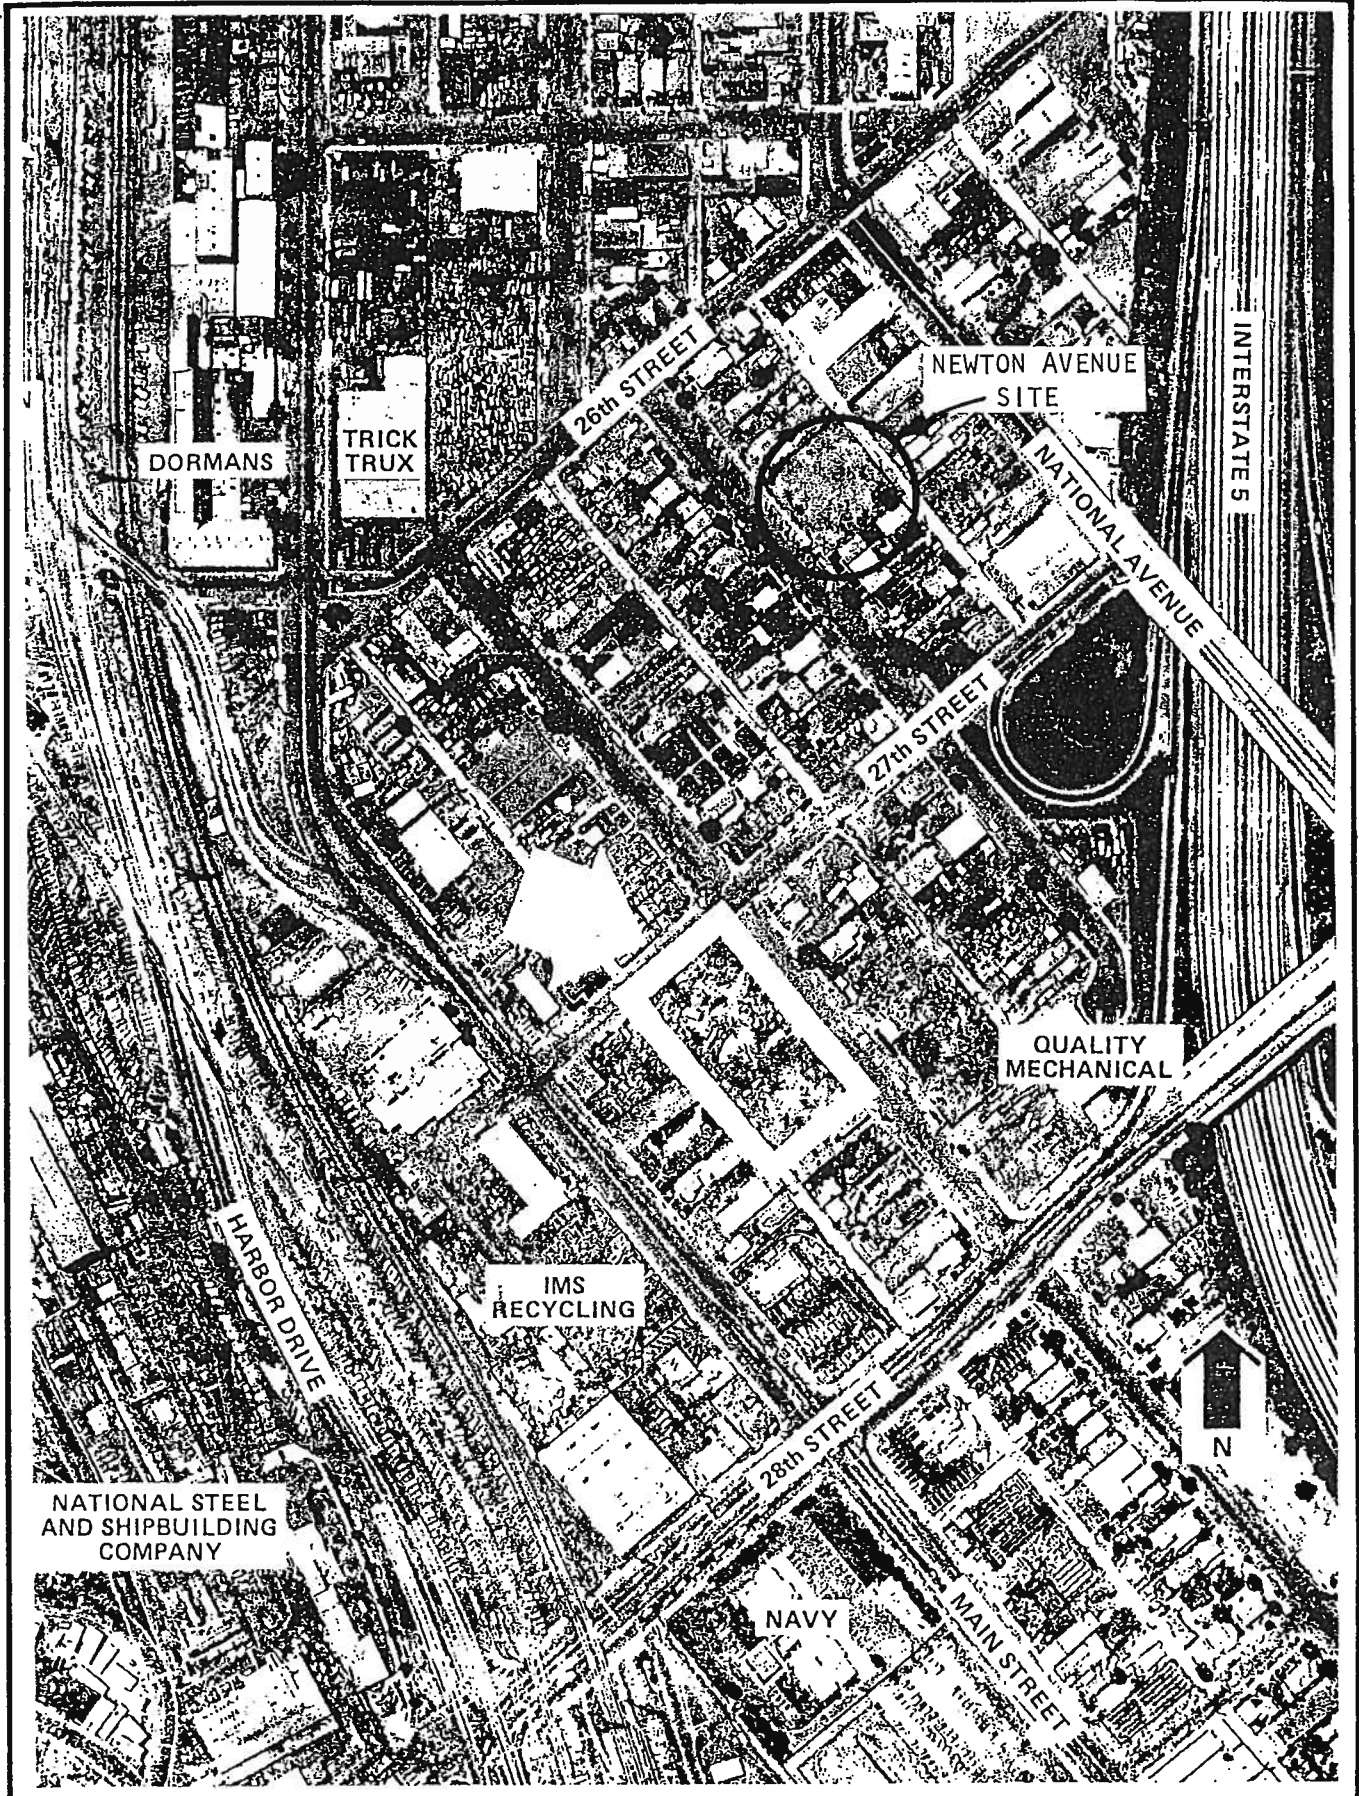 26th STREET
NEWTON AVENUE
SITE
INTERSTATE 5
DORMANS
TRICK
TRUX
NATIONAL AVENUE
27th STREET
QUALITY
MECHANICAL
HARBOR DRIVE
IMS
RECYCLING
28th STREET
N
NATIONAL STEEL
AND SHIPBUILDING
COMPANY
NAVY
MAIN STREET